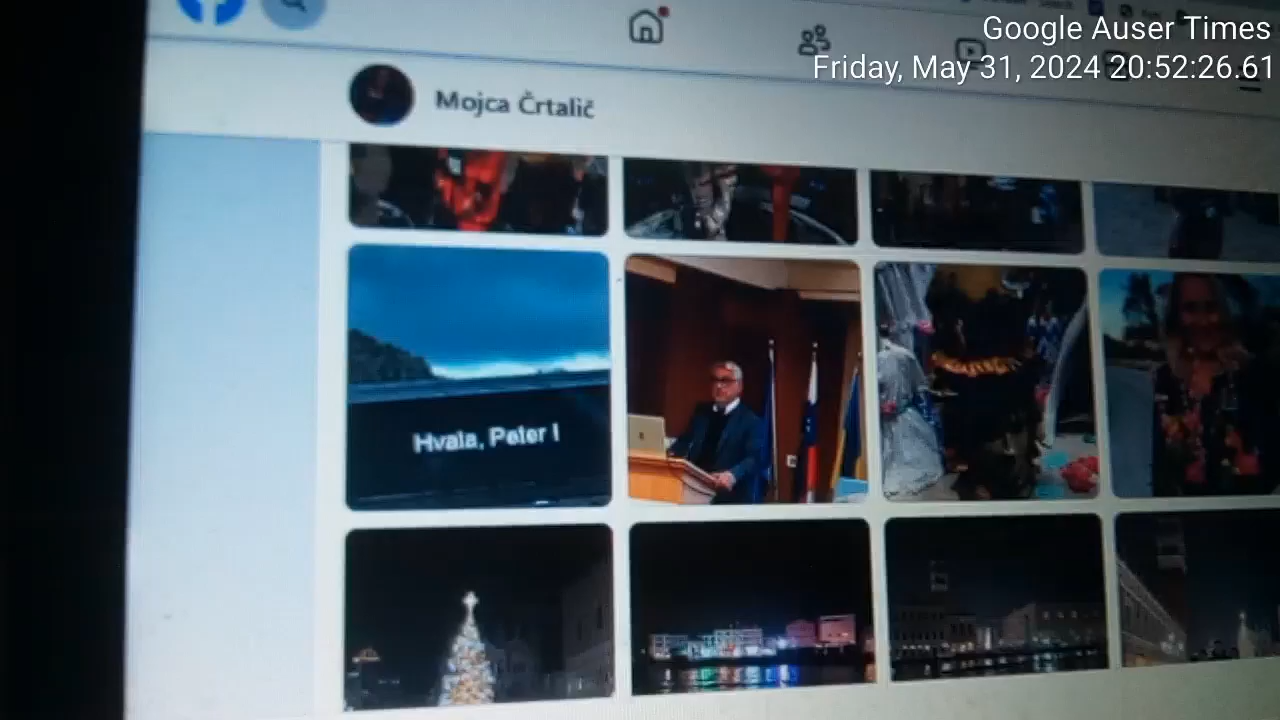 Google Auser Times
Friday, May 31, 2024 20:52:26.61
Mojca Črtalič
Hvala, Peter I